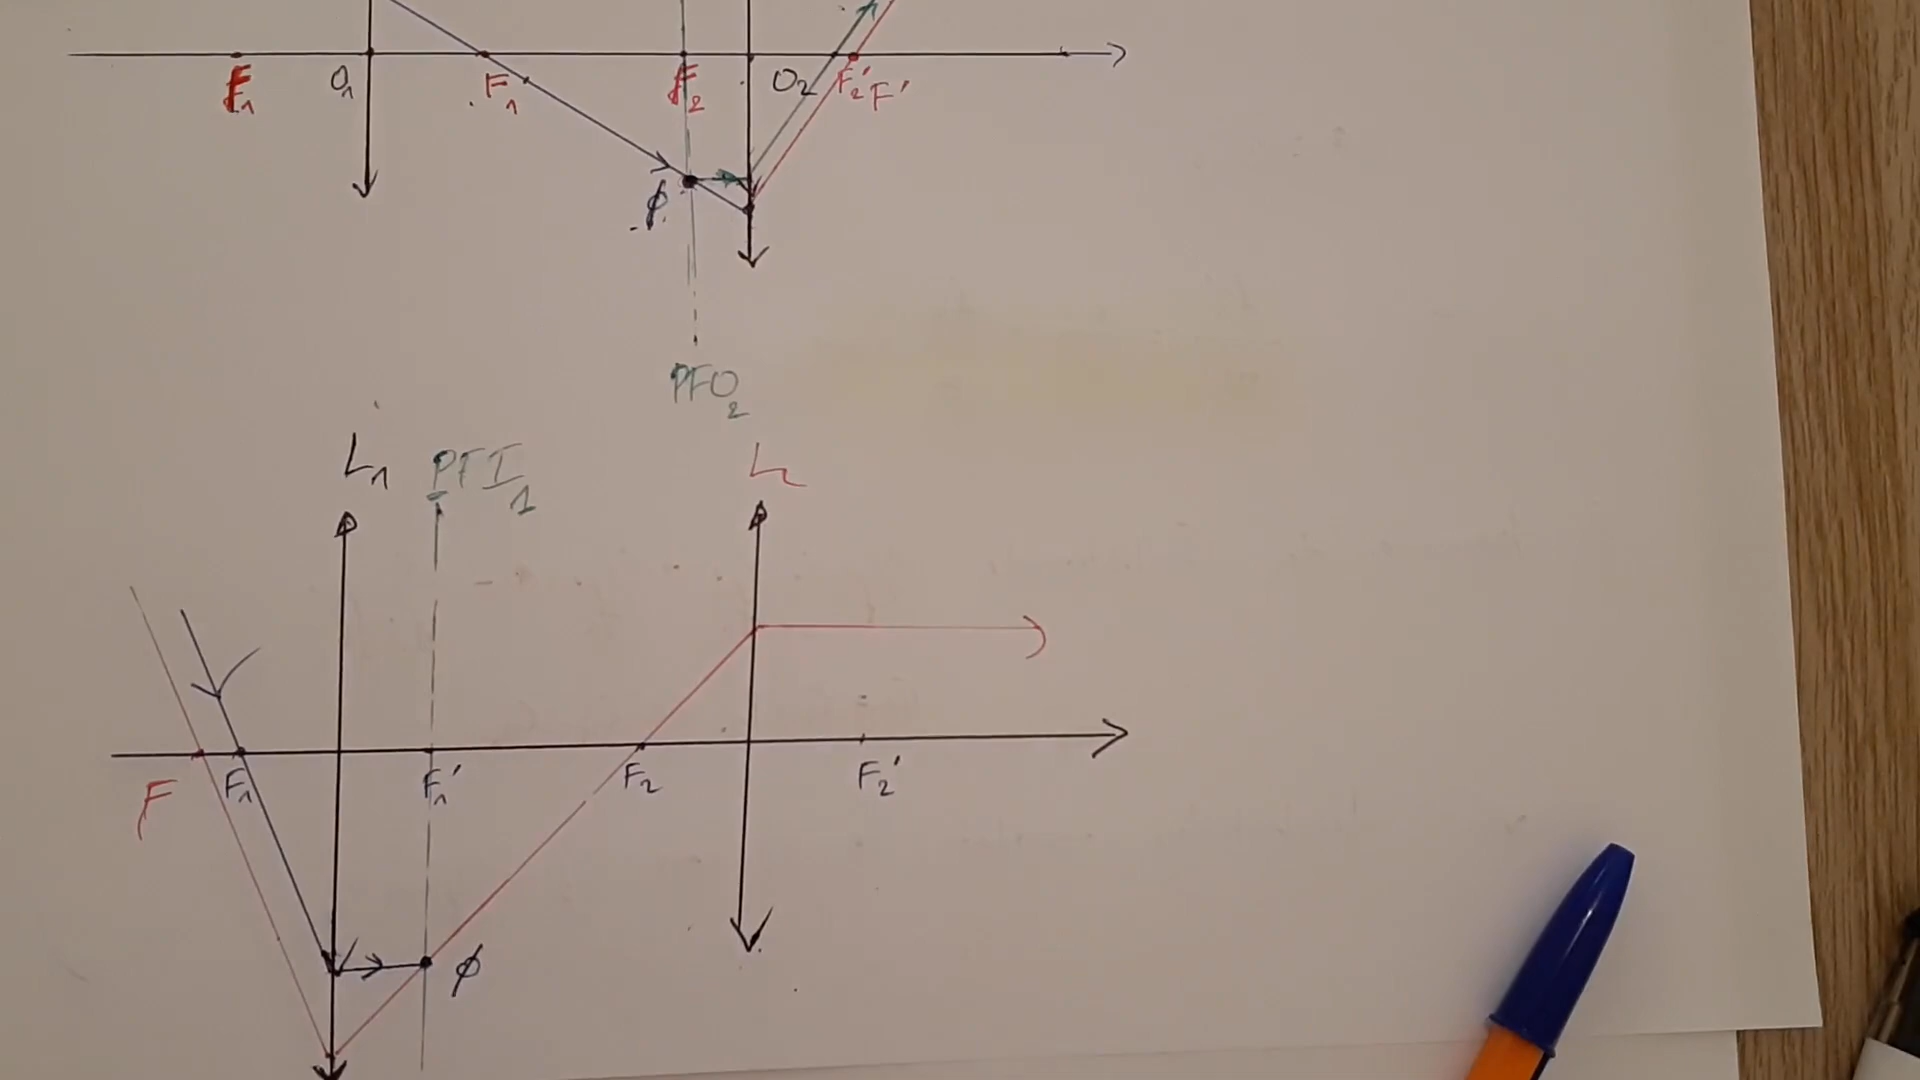 F₁ O₁ F₁ F₂ O₂ F₂' F'
ϕ
PFO₂
L₁ PFI₁ L₂
F F₁ F₁' F₂ F₂'
ϕ